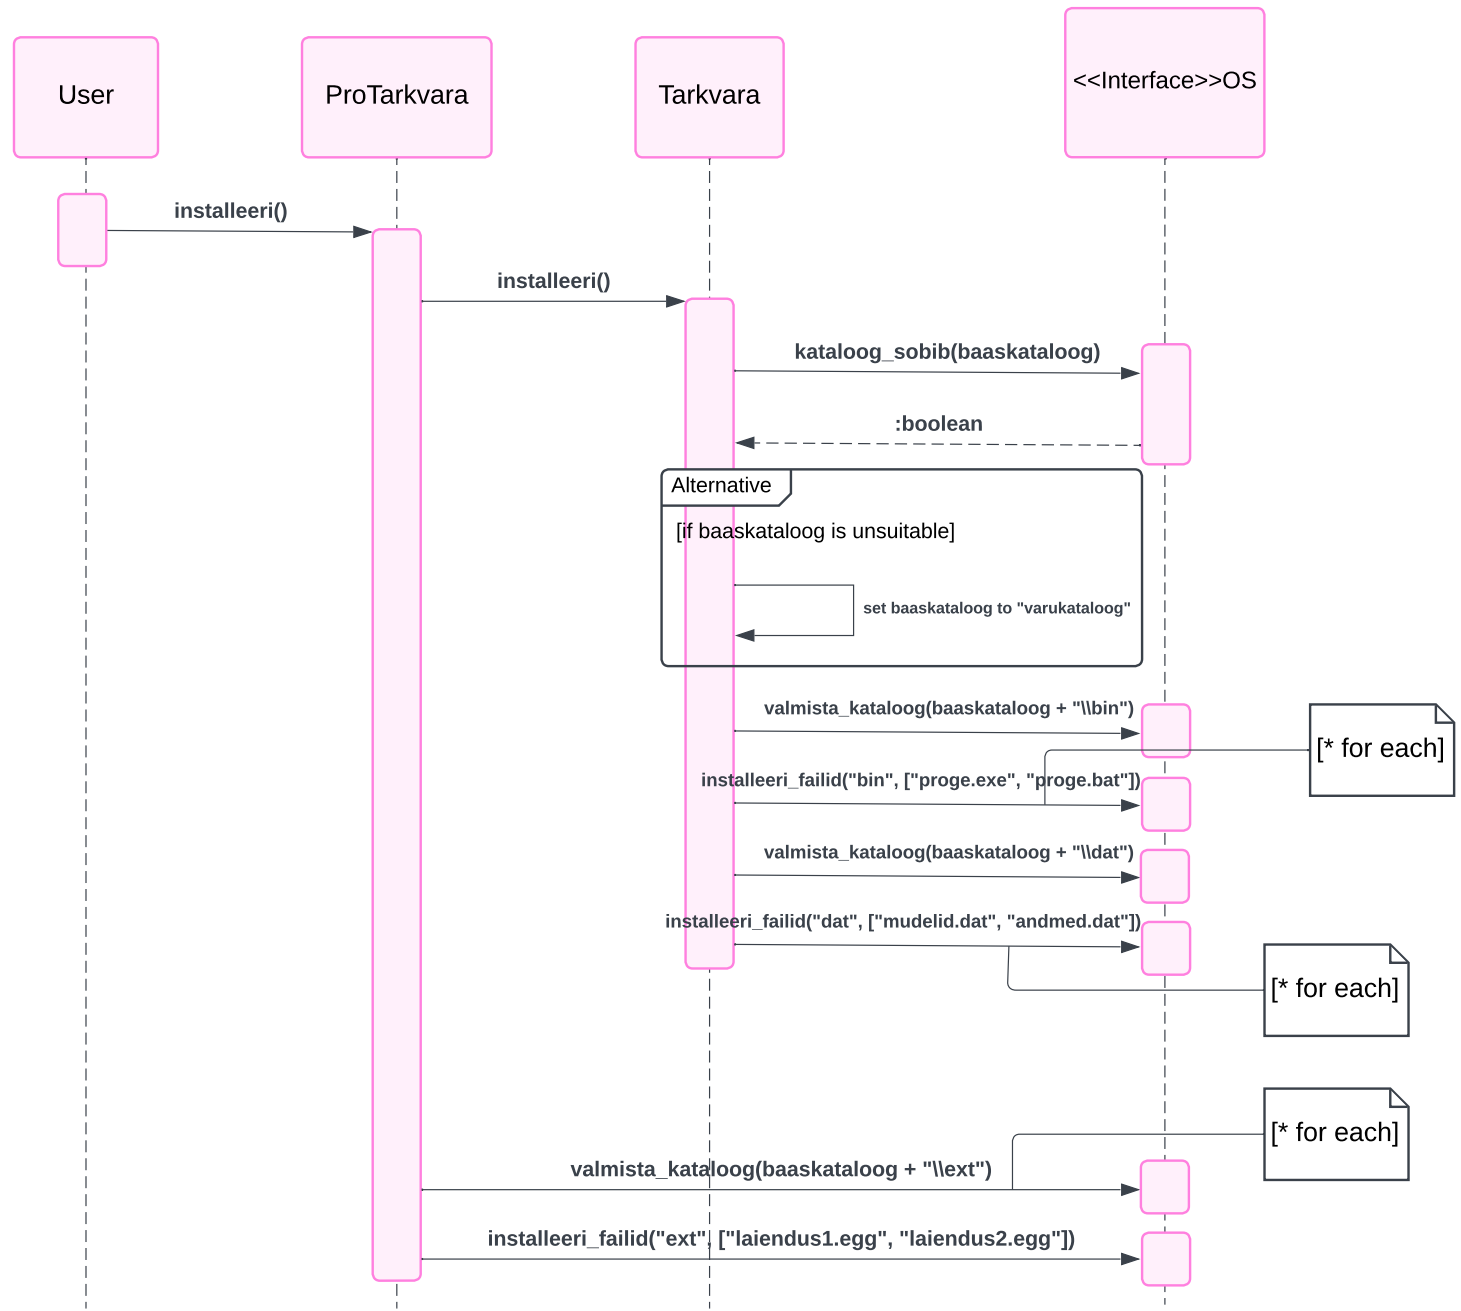 User
ProTarkvara
Tarkvara
<<Interface>>OS
installeeri()
installeeri()
kataloog_sobib(baaskataloog)
:boolean
Alternative
[if baaskataloog is unsuitable]
set baaskataloog to "varukataloog"
valmista_kataloog(baaskataloog + "\\bin")
[* for each]
installeeri_failid("bin", ["proge.exe", "proge.bat"])
valmista_kataloog(baaskataloog + "\\dat")
installeeri_failid("dat", ["mudelid.dat", "andmed.dat"])
[* for each]
[* for each]
valmista_kataloog(baaskataloog + "\\ext")
installeeri_failid("ext", ["laiendus1.egg", "laiendus2.egg"])